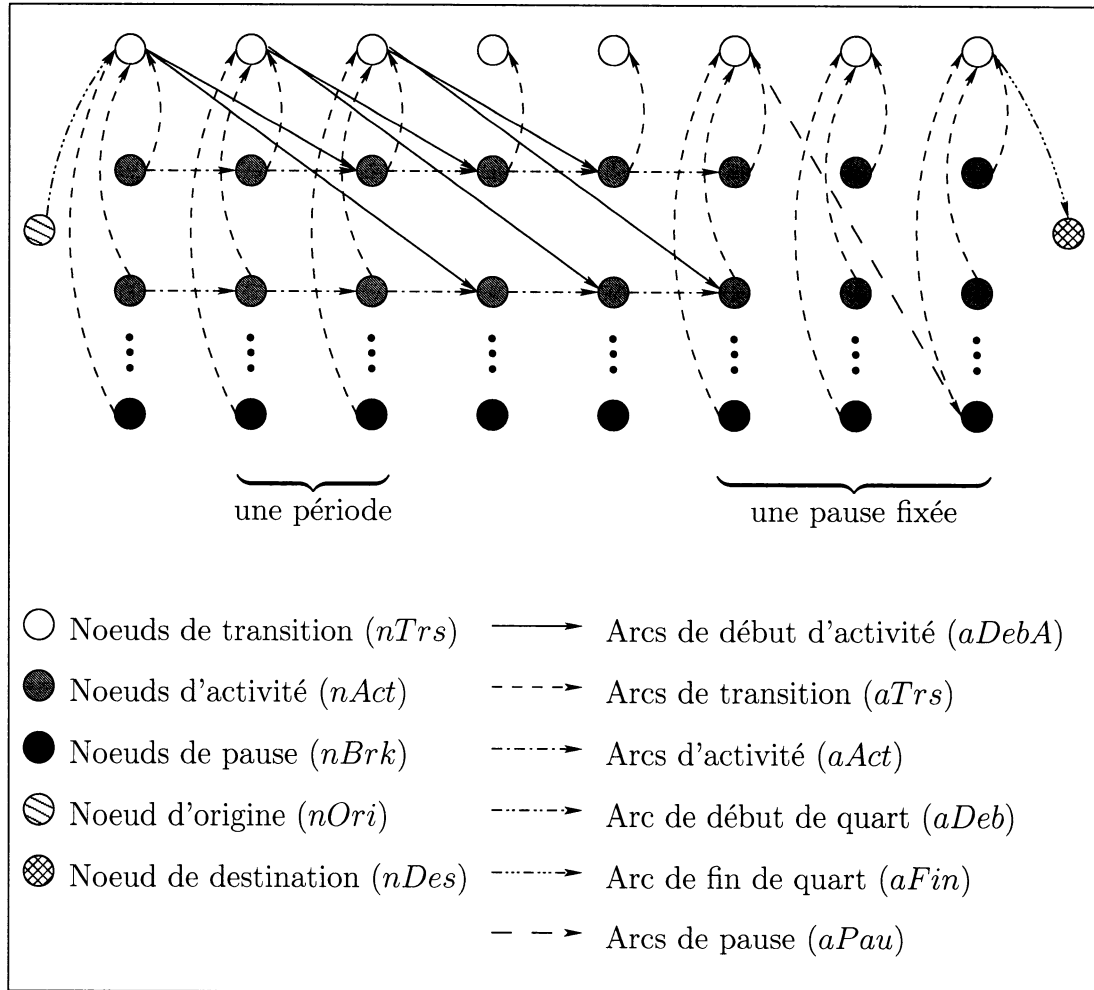 une période
une pause fixée
Noeuds de transition (nTrs)
Noeuds d'activité (nAct)
Noeuds de pause (nBrk)
Noeud d'origine (nOri)
Noeud de destination (nDes)
Arcs de début d'activité (aDebA)
Arcs de transition (aTrs)
Arcs d'activité (aAct)
Arc de début de quart (aDeb)
Arc de fin de quart (aFin)
Arcs de pause (aPau)